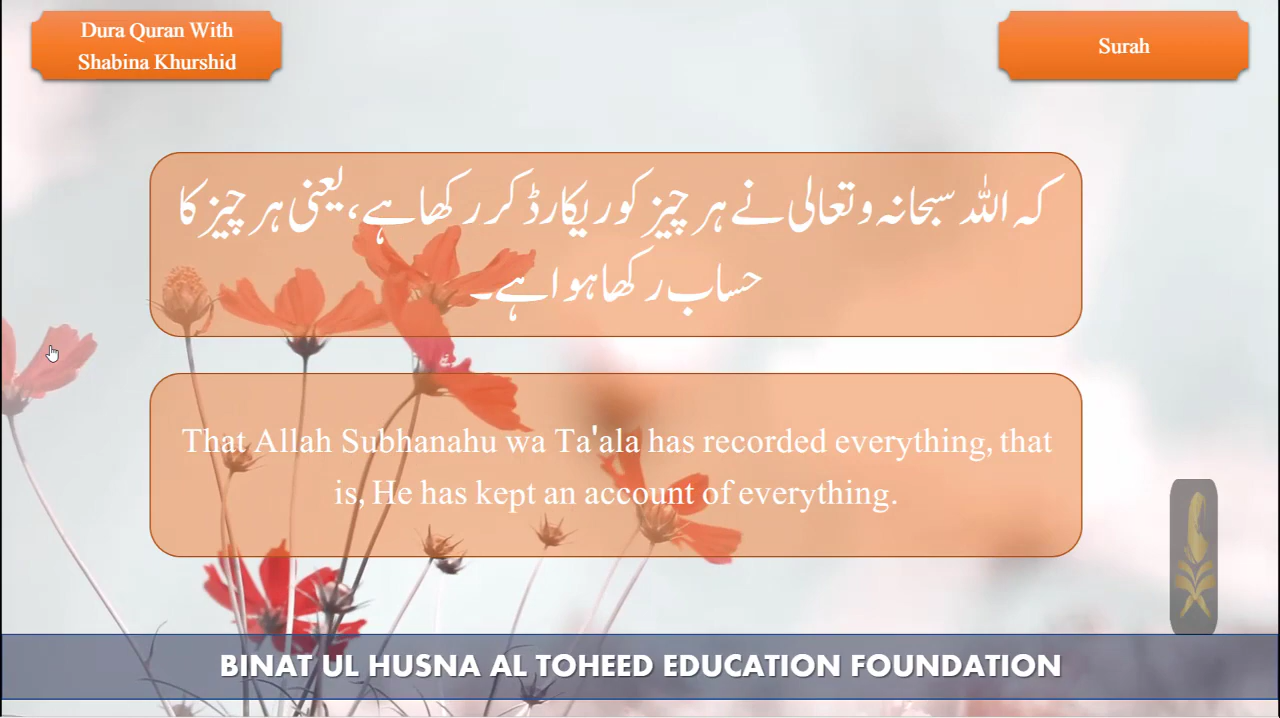 Dura Quran With
Shabina Khurshid
Surah
کہ اللہ سبحانہ و تعالی نے ہر چیز کو ریکارڈ کر رکھا ہے، یعنی ہر چیز کا
حساب رکھا ہوا ہے۔
That Allah Subhanahu wa Ta'ala has recorded everything, that
is, He has kept an account of everything.
BINAT UL HUSNA AL TOHEED EDUCATION FOUNDATION